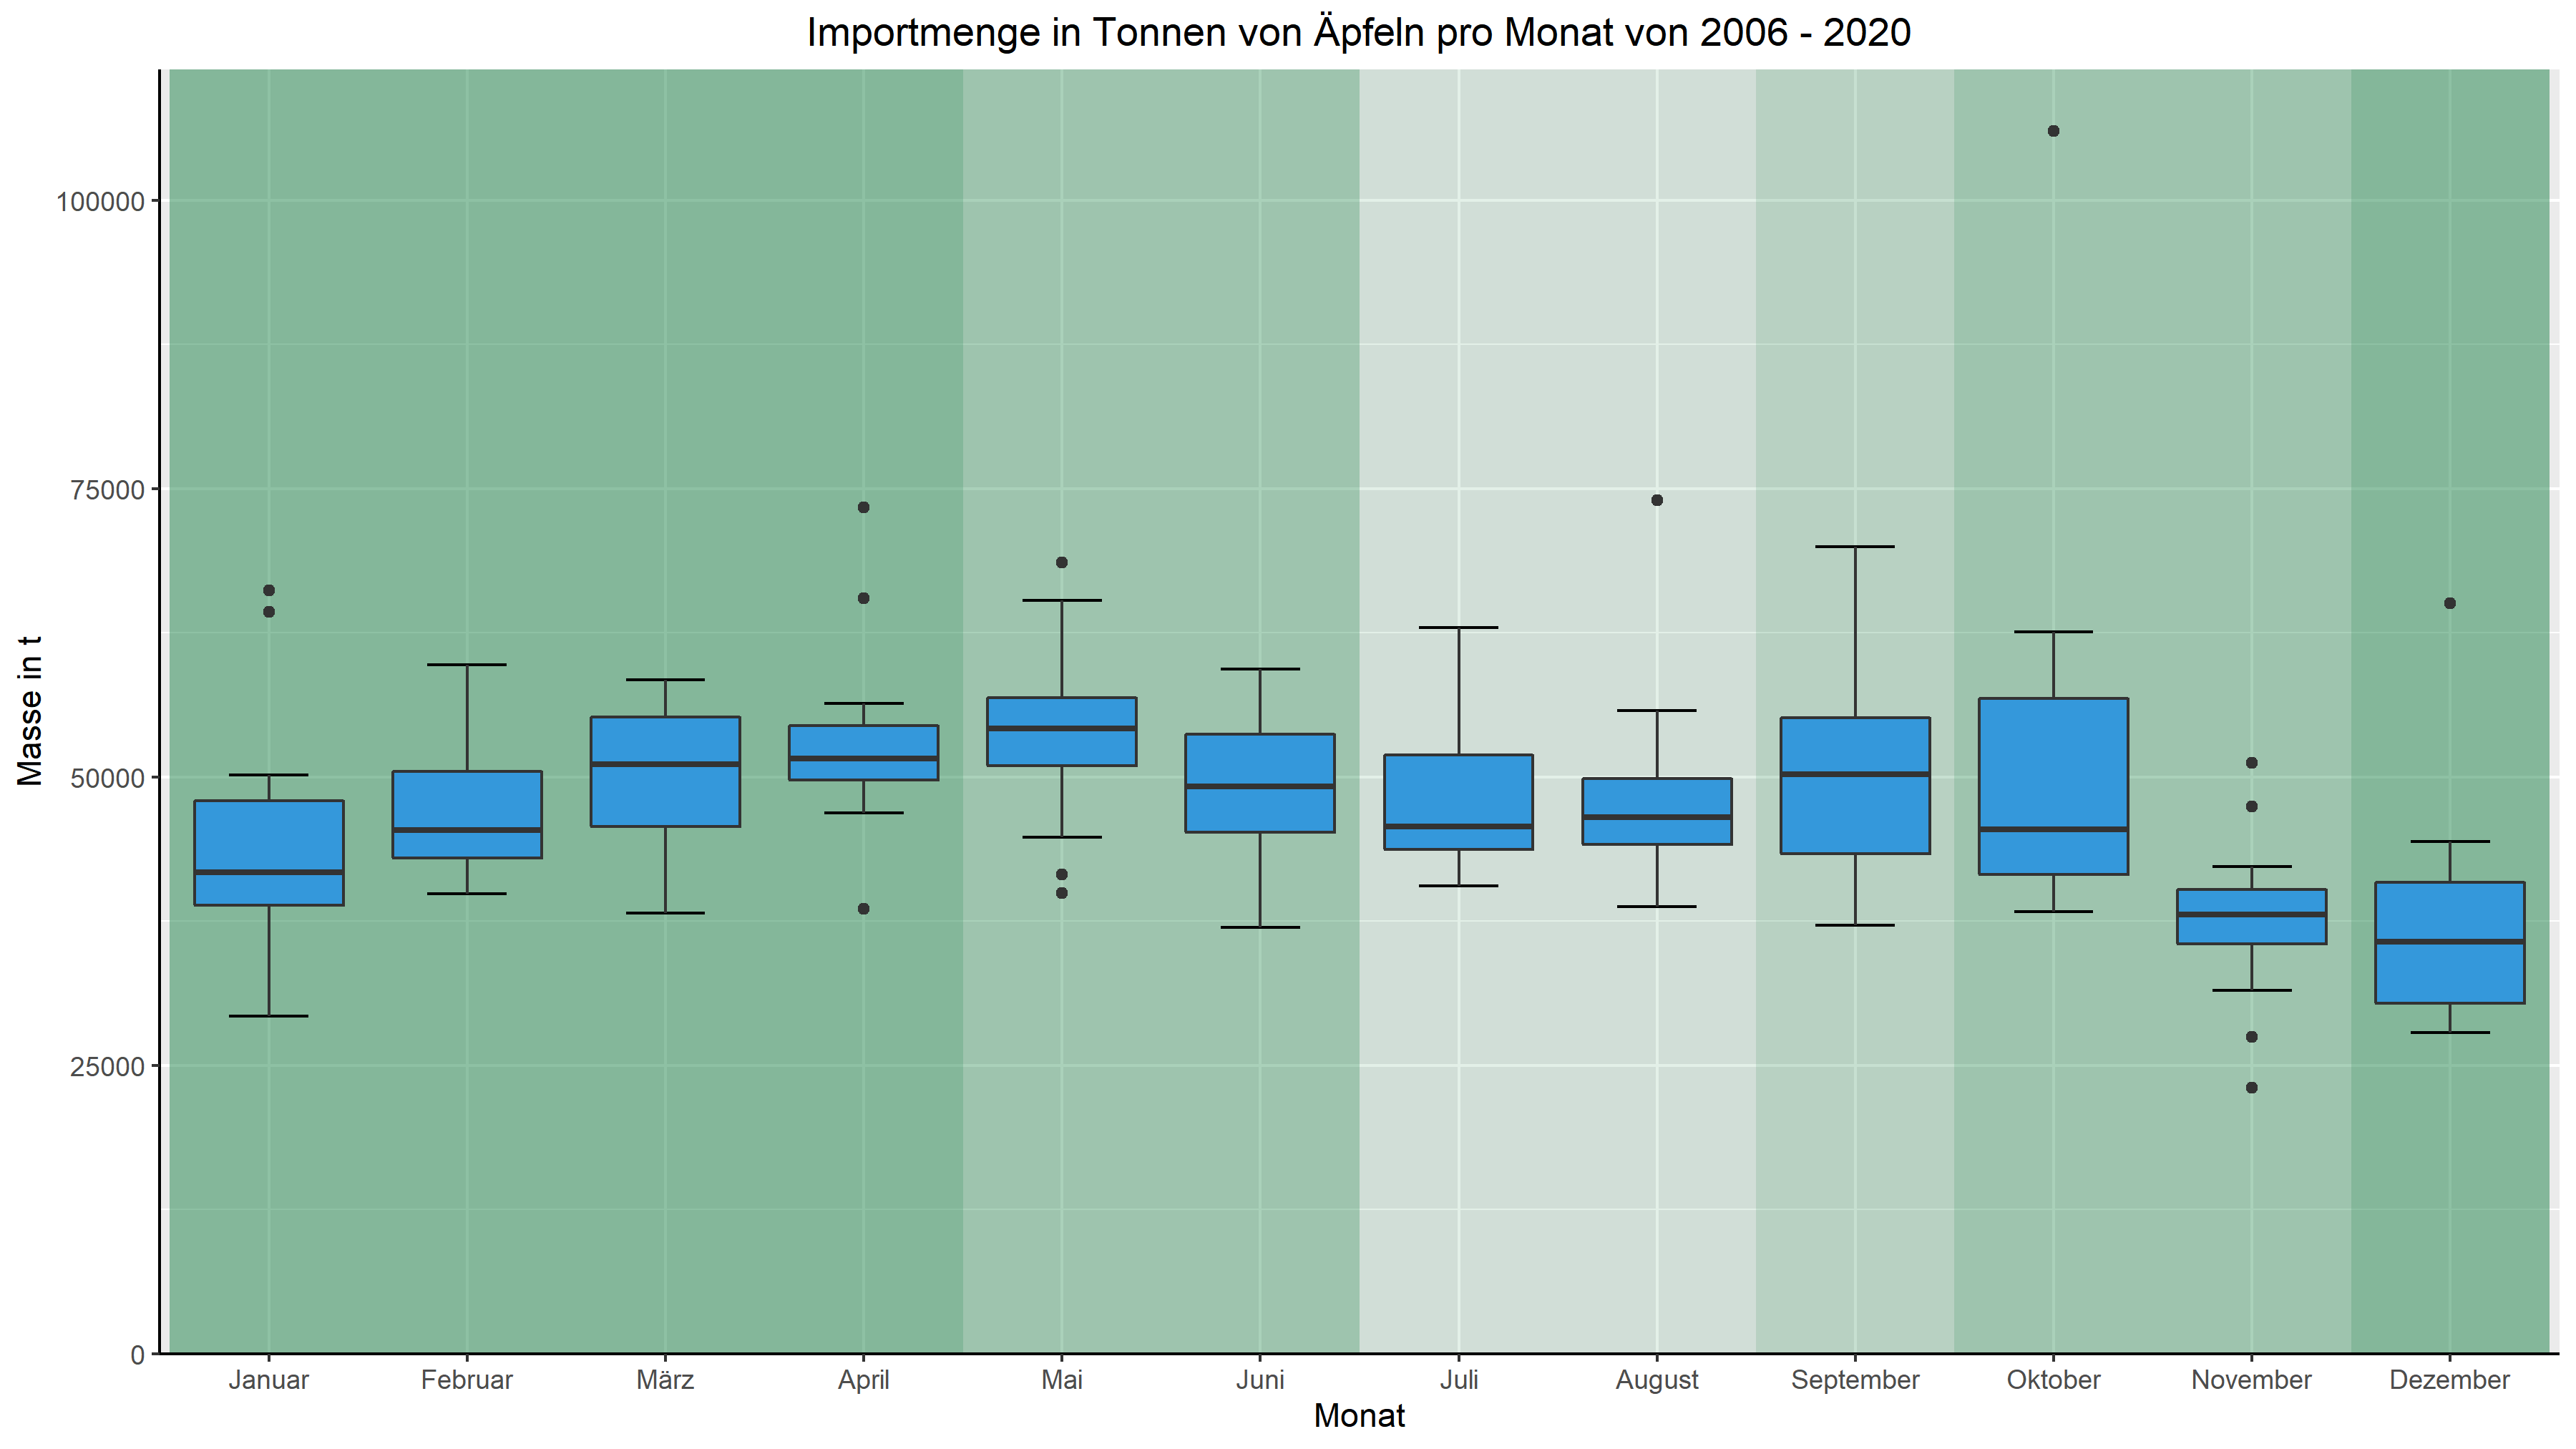 Importmenge in Tonnen von Äpfeln pro Monat von 2006 - 2020
Masse in t
100000
75000
50000
25000
0
Januar Februar März April Mai Juni Juli August September Oktober November Dezember
Monat